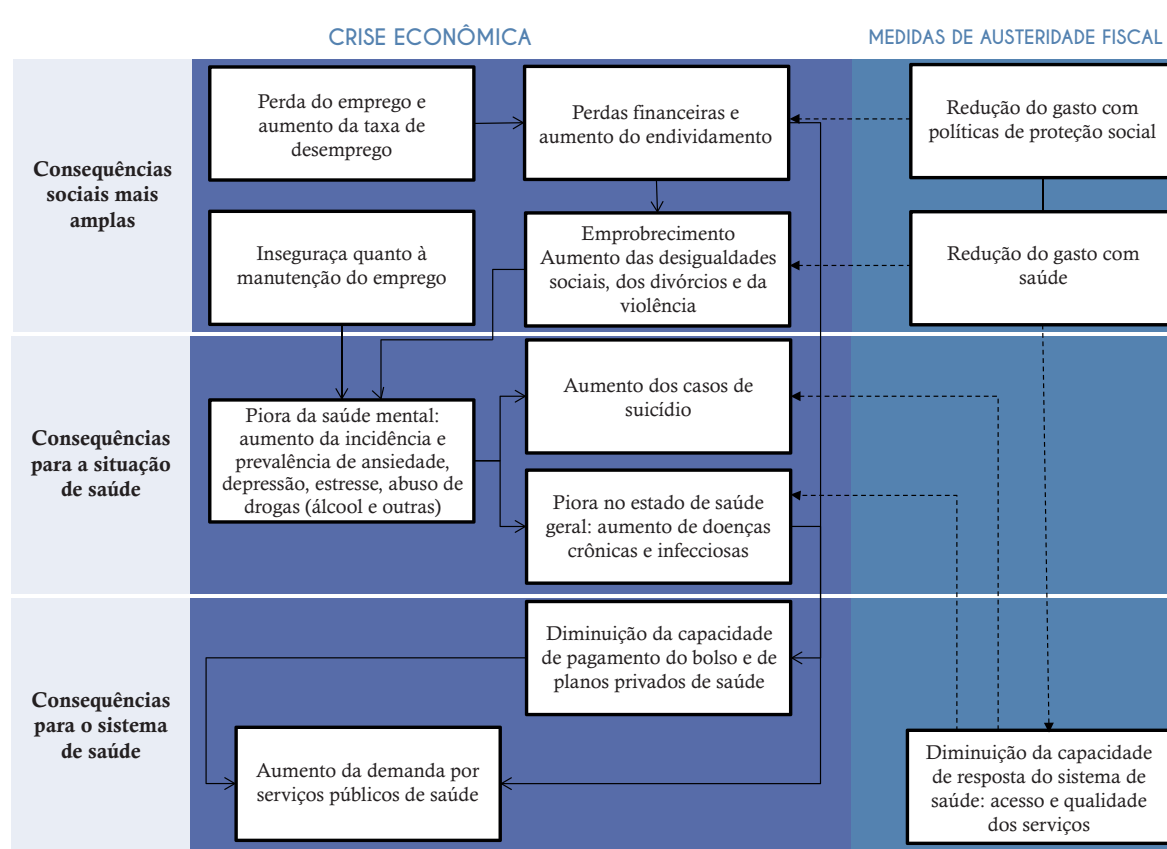 CRISE ECONÔMICA
MEDIDAS DE AUSTERIDADE FISCAL
Consequências
sociais mais
amplas
Perda do emprego e
aumento da taxa de
desemprego
Perdas financeiras e
aumento do endividamento
Redução do gasto com
políticas de proteção social
Inseguraça quanto à
manutenção do emprego
Emprobrecimento
Aumento das desigualdades
sociais, dos divórcios e da
violência
Redução do gasto com
saúde
Consequências
para a situação
de saúde
Piora da saúde mental:
aumento da incidência e
prevalência de ansiedade,
depressão, estresse, abuso de
drogas (álcool e outras)
Aumento dos casos de
suicídio
Piora no estado de saúde
geral: aumento de doenças
crônicas e infecciosas
Consequências
para o sistema
de saúde
Diminuição da capacidade
de pagamento do bolso e de
planos privados de saúde
Aumento da demanda por
serviços públicos de saúde
Diminuição da capacidade
de resposta do sistema de
saúde: acesso e qualidade
dos serviços